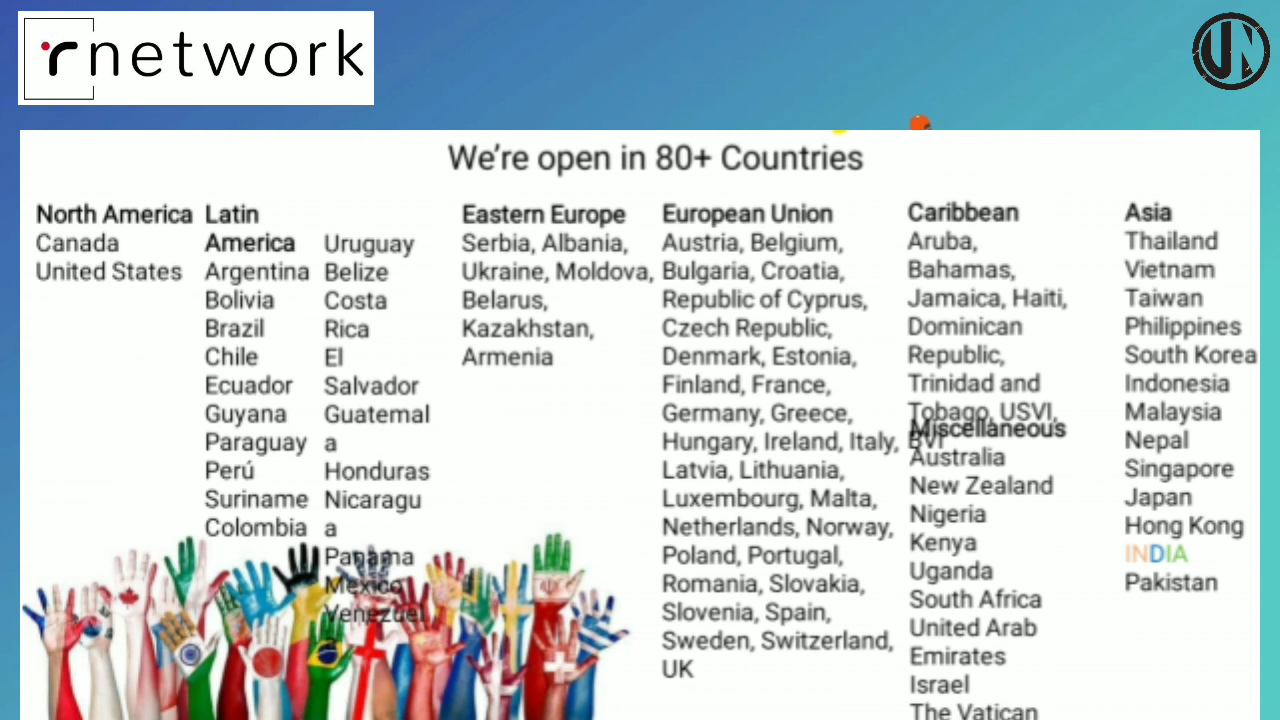 rnetwork
UN
We're open in 80+ Countries
North America
Canada
United States
Latin
America
Argentina
Bolivia
Brazil
Chile
Ecuador
Guyana
Paraguay
Perú
Suriname
Colombia
Uruguay
Belize
Costa
Rica
El
Salvador
Guatemal
a
Honduras
Nicaragu
a
Panama
Mexico
Venezuel
Eastern Europe
Serbia, Albania,
Ukraine, Moldova,
Belarus,
Kazakhstan,
Armenia
European Union
Austria, Belgium,
Bulgaria, Croatia,
Republic of Cyprus,
Czech Republic,
Denmark, Estonia,
Finland, France,
Germany, Greece,
Hungary, Ireland, Italy,
Latvia, Lithuania,
Luxembourg, Malta,
Netherlands, Norway,
Poland, Portugal,
Romania, Slovakia,
Slovenia, Spain,
Sweden, Switzerland,
UK
Caribbean
Aruba,
Bahamas,
Jamaica, Haiti,
Dominican
Republic,
Trinidad and
Tobago, USVI,
BVI
Miscellaneous
Australia
New Zealand
Nigeria
Kenya
Uganda
South Africa
United Arab
Emirates
Israel
The Vatican
Asia
Thailand
Vietnam
Taiwan
Philippines
South Korea
Indonesia
Malaysia
Nepal
Singapore
Japan
Hong Kong
INDIA
Pakistan